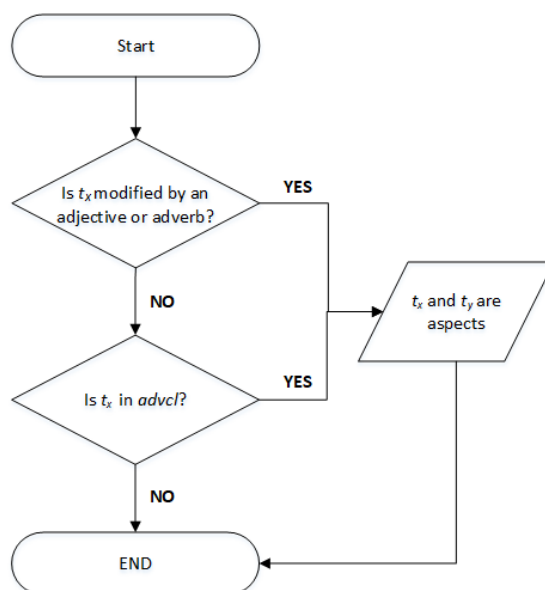 Start
Is tx modified by an
adjective or adverb?
YES
NO
tx and ty are
aspects
Is tx in advcl?
YES
NO
END